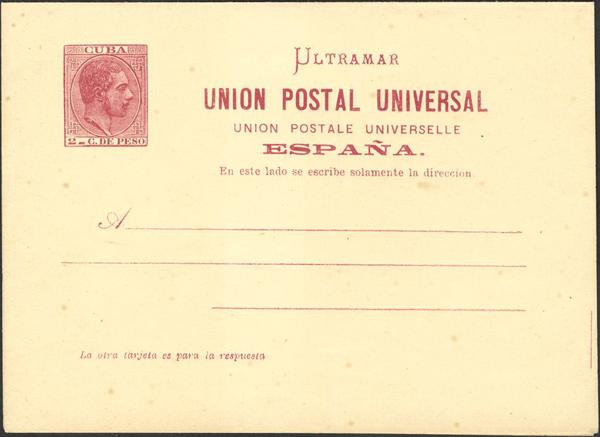 CUBA
2 C. DE PESO
ULTRAMAR
UNION POSTAL UNIVERSAL
UNION POSTALE UNIVERSELLE
ESPAÑA.
En este lado se escribe solamente la direccion
A
La otra tarjeta es para la respuesta